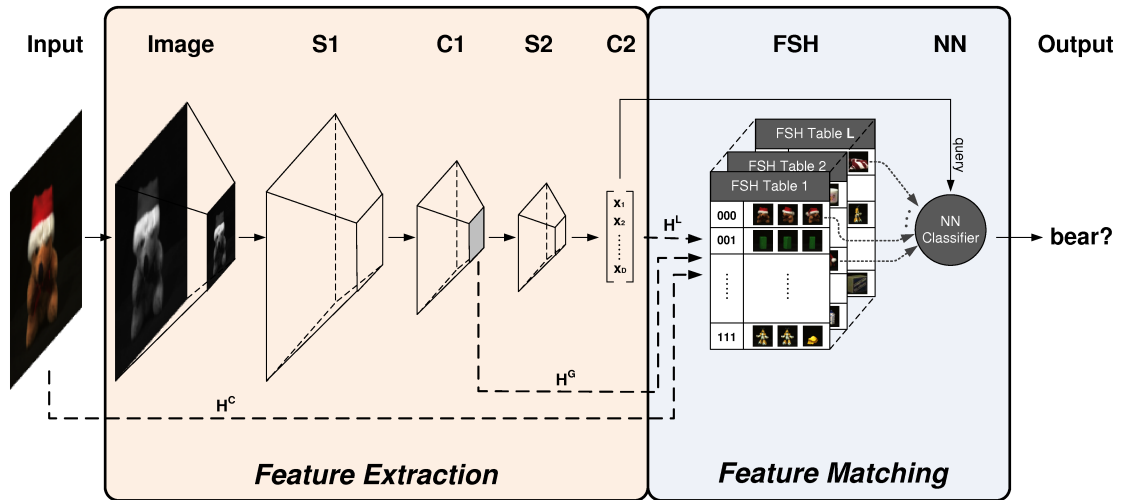 Input
Image
S1
C1
S2
C2
FSH
NN
Output
FSH Table L
FSH Table 2
FSH Table 1
query
000
001
111
x1
x2
xD
H^L
NN
Classifier
bear?
H^G
H^C
Feature Extraction
Feature Matching